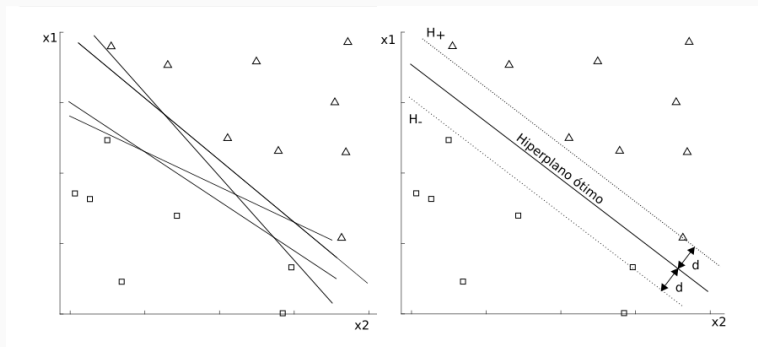 x1
x2
x1
H+
H-
Hiperplano ótimo
d
d
x2